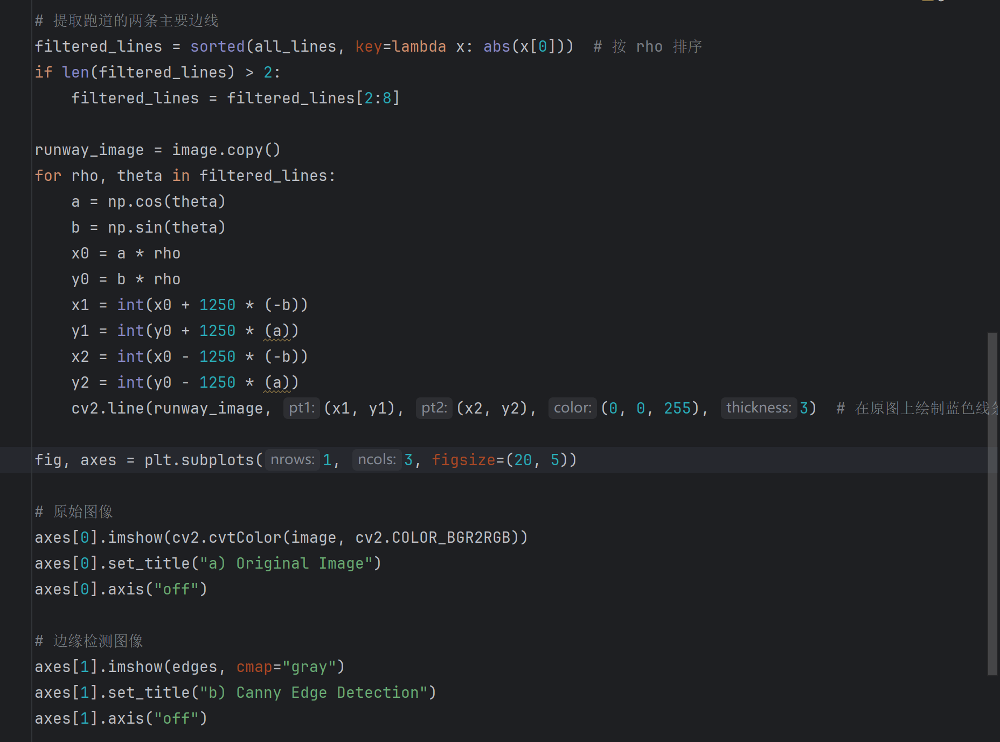 # 提取跑道的两条主要边线
filtered_lines = sorted(all_lines, key=lambda x: abs(x[0]))  # 按 rho 排序
if len(filtered_lines) > 2:
    filtered_lines = filtered_lines[2:8]
runway_image = image.copy()
for rho, theta in filtered_lines:
    a = np.cos(theta)
    b = np.sin(theta)
    x0 = a * rho
    y0 = b * rho
    x1 = int(x0 + 1250 * (-b))
    y1 = int(y0 + 1250 * (a))
    x2 = int(x0 - 1250 * (-b))
    y2 = int(y0 - 1250 * (a))
    cv2.line(runway_image, pt1: (x1, y1), pt2: (x2, y2), color: (0, 0, 255), thickness: 3)  # 在原图上绘制蓝色线条
fig, axes = plt.subplots( nrows: 1, ncols: 3, figsize=(20, 5))
# 原始图像
axes[0].imshow(cv2.cvtColor(image, cv2.COLOR_BGR2RGB))
axes[0].set_title("a) Original Image")
axes[0].axis("off")
# 边缘检测图像
axes[1].imshow(edges, cmap="gray")
axes[1].set_title("b) Canny Edge Detection")
axes[1].axis("off")